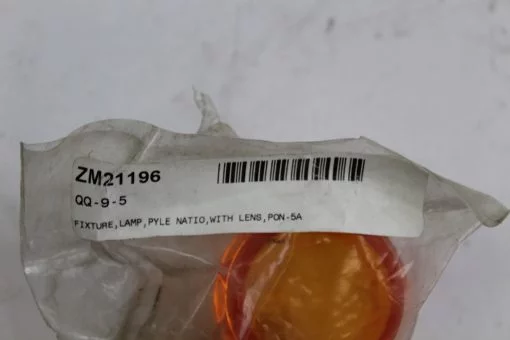 ZM21196
QQ-9-5
FIXTURE,LAMP,PYLE NATIO,WITH LENS,PON-5A